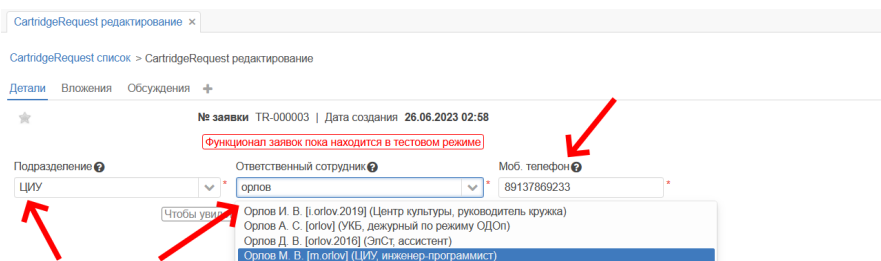 CartridgeRequest редактирование ×
CartridgeRequest список > CartridgeRequest редактирование
Детали Вложения Обсуждения +
№ заявки TR-000003 | Дата создания 26.06.2023 02:58
Функционал заявок пока находится в тестовом режиме
Подразделение ? Ответственный сотрудник ? Моб. телефон ?
ЦИУ * орлов * 89137869233 *
Чтобы
Орлов И. В. [i.orlov.2019] (Центр культуры, руководитель кружка)
Орлов А. С. [orlov] (УКБ, дежурный по режиму ОДОп)
Орлов Д. В. [orlov.2016] (ЭлСт, ассистент)
Орлов М. В. [m.orlov] (ЦИУ, инженер-программист)